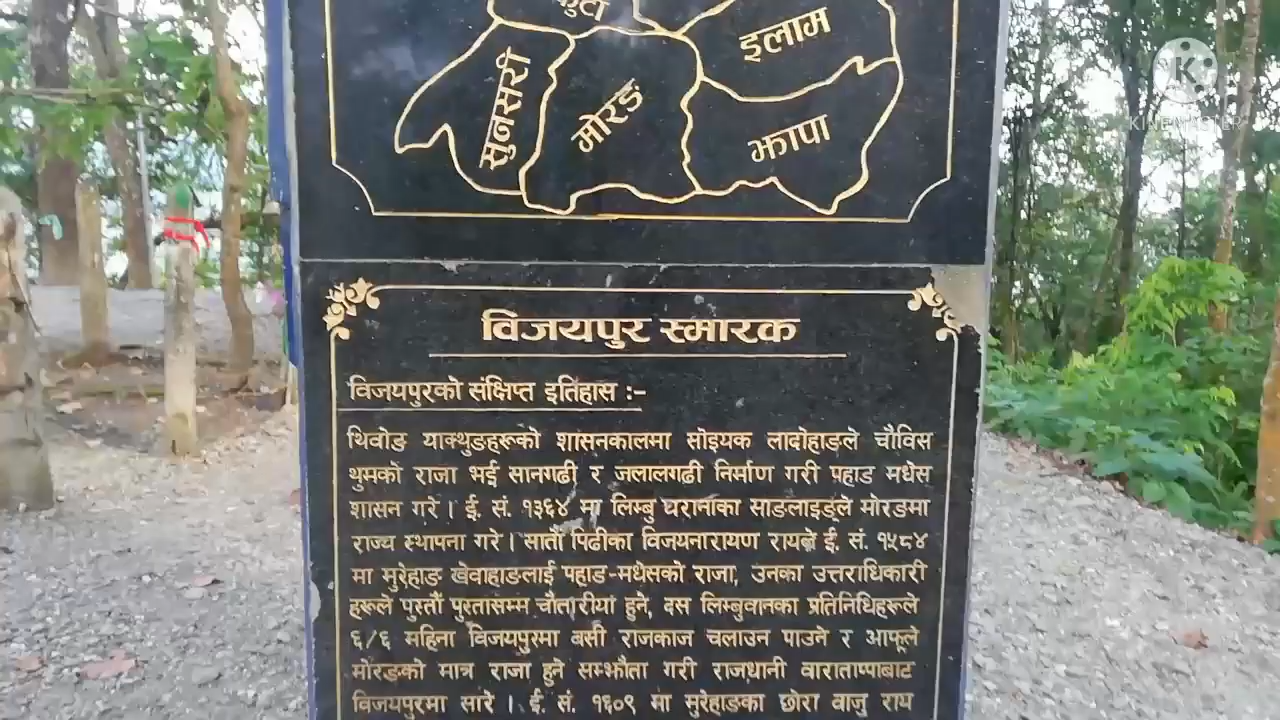 इलाम
सुनसरी
मोरङ
झापा
KINEMASTER
विजयपुर स्मारक
विजयपुरको संक्षिप्त इतिहास :-
थिवोङ याक्थुङहरूको शासनकालमा सोइयक लादोहाङले चौविस
थुमको राजा भई सानगढी र जलालगढी निर्माण गरी पहाड मधेस
शासन गरे । ई. सं. १३६४ मा लिम्बु घरानाका साङलाइङ्ले मोरङमा
राज्य स्थापना गरे । सातौं पिढीका विजयनारायण रायले ई. सं. १५८४
मा मुरेहाङ खेवाहाङलाई पहाड-मधेसको राजा, उनका उत्तराधिकारी
हरूले पुस्तौं पुस्तासम्म चौतारीया हुने, दस लिम्बुवानका प्रतिनिधिहरूले
६/६ महिना विजयपुरमा वसी राजकाज चलाउन पाउने र आफूले
मोरङको मात्र राजा हुने सम्झौता गरी राजधानी वाराताप्पाबाट
विजयपुरमा सारे । ई. सं. १६०९ मा मुरेहाङका छोरा वाजु राय